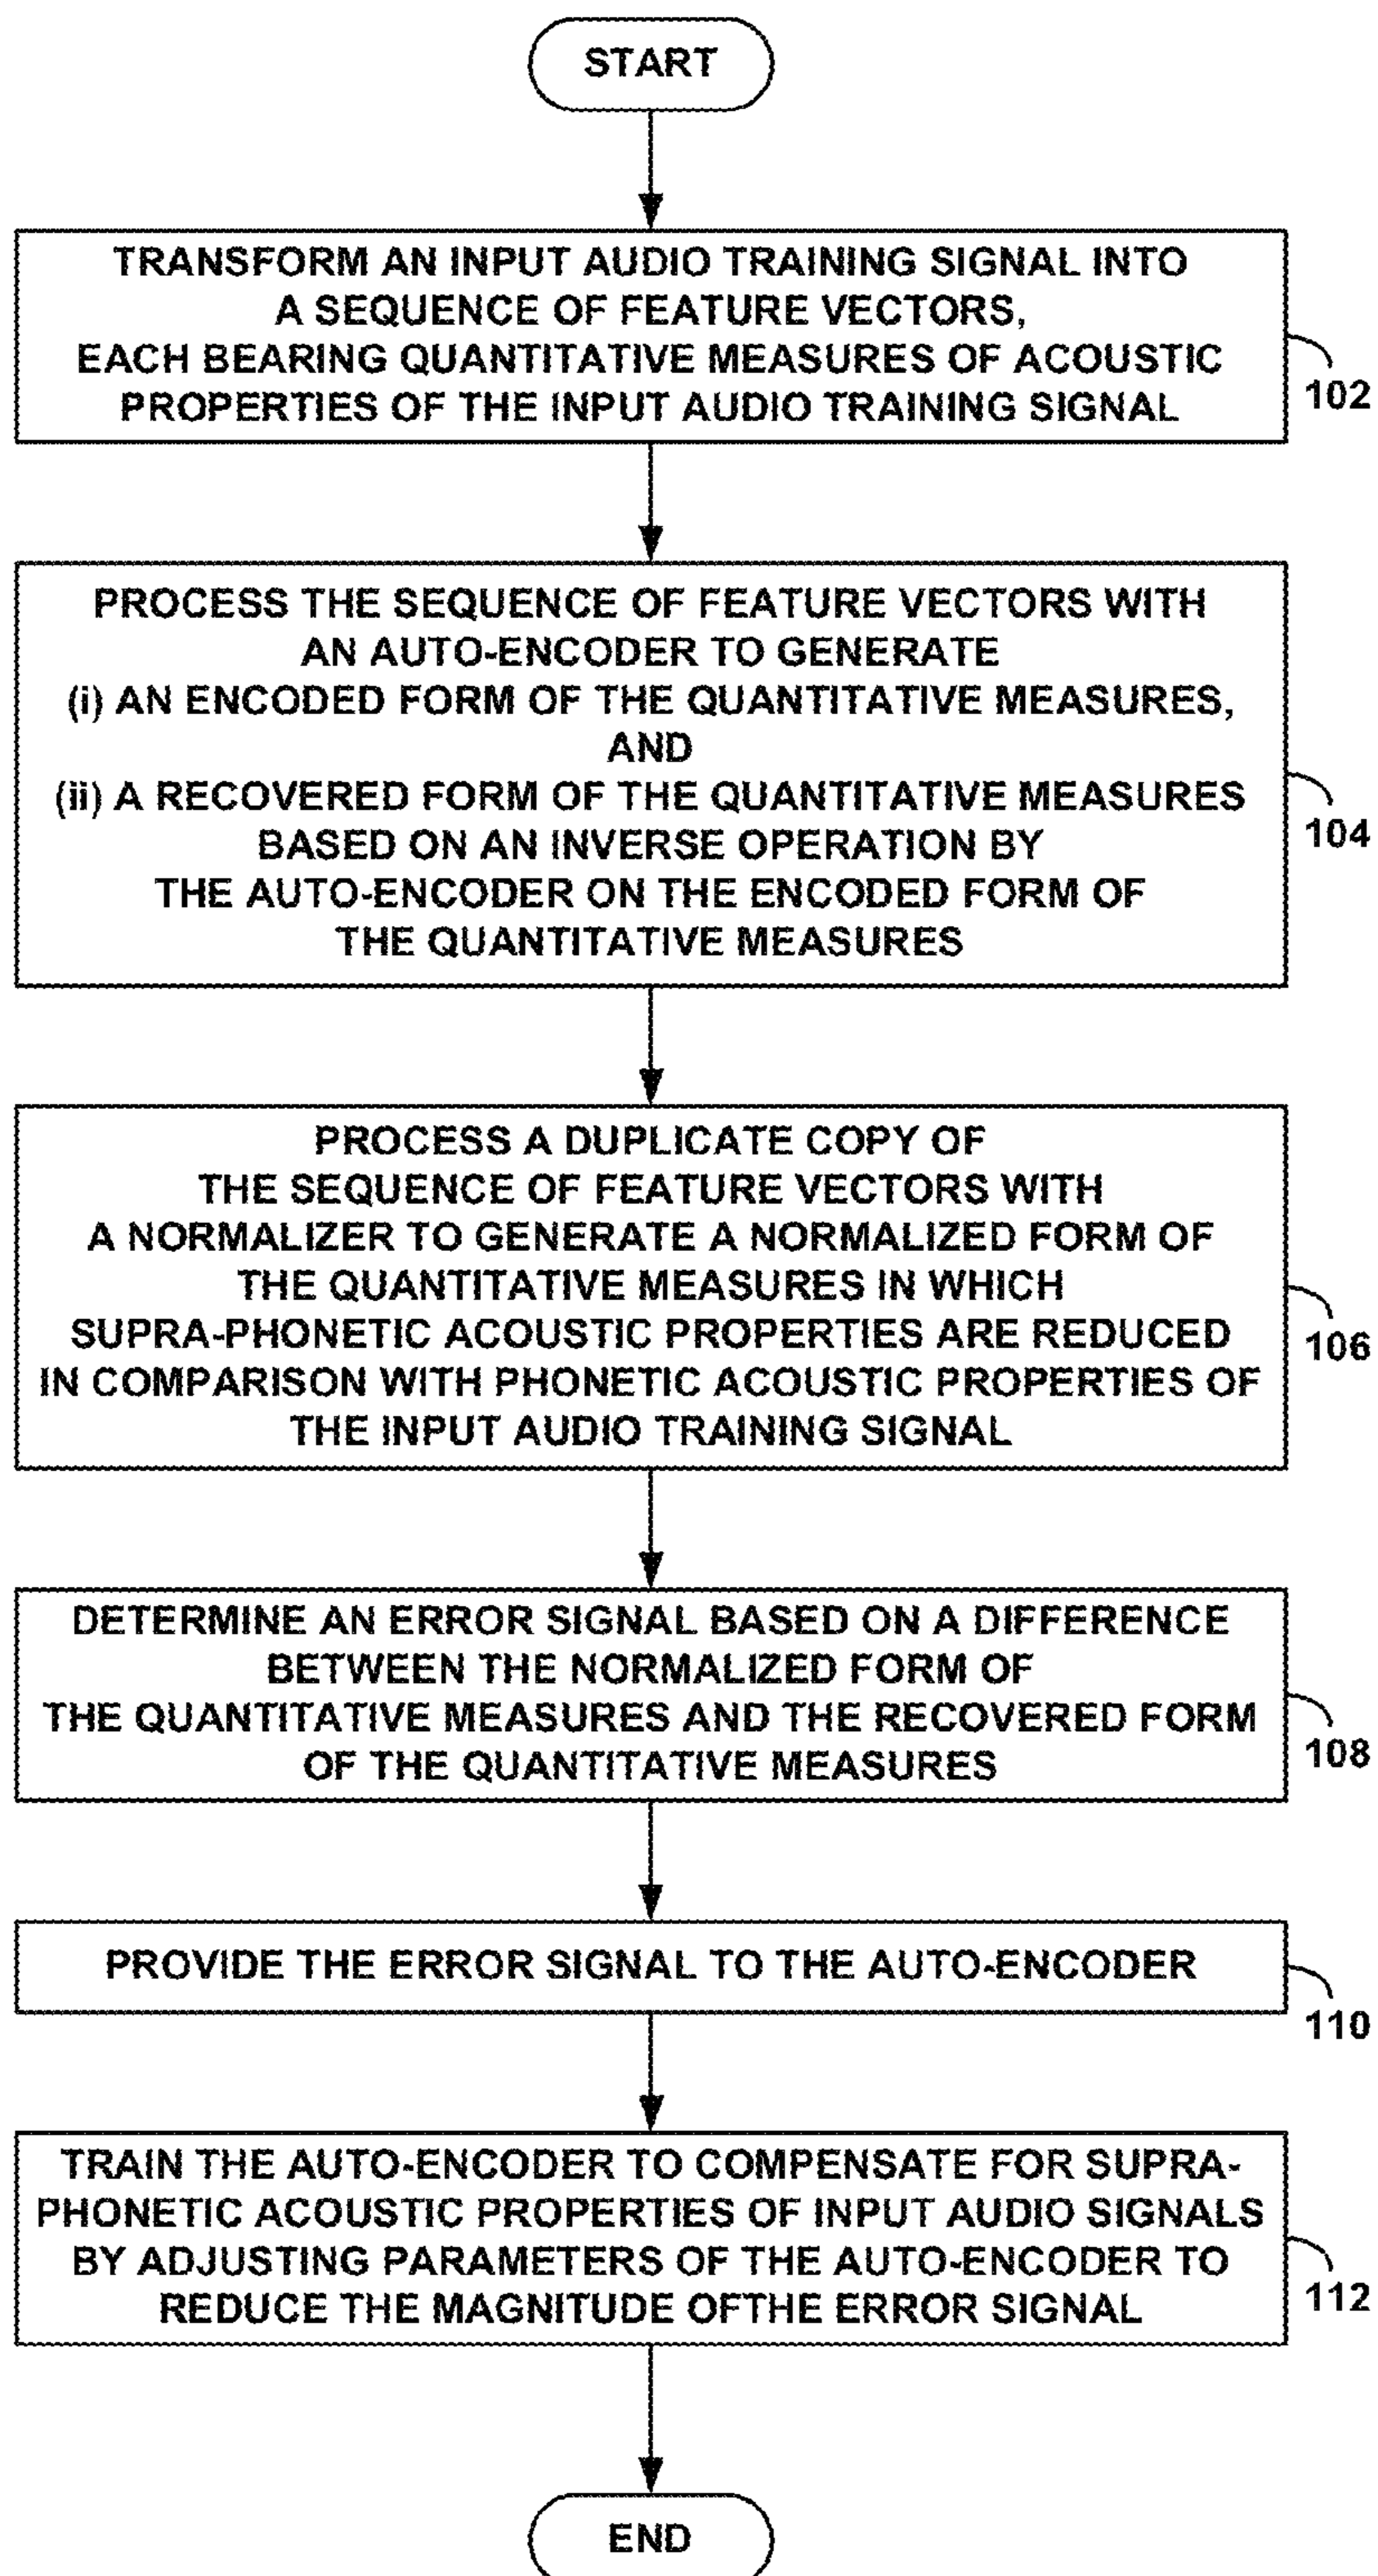 START
TRANSFORM AN INPUT AUDIO TRAINING SIGNAL INTO
A SEQUENCE OF FEATURE VECTORS,
EACH BEARING QUANTITATIVE MEASURES OF ACOUSTIC
PROPERTIES OF THE INPUT AUDIO TRAINING SIGNAL
102
PROCESS THE SEQUENCE OF FEATURE VECTORS WITH
AN AUTO-ENCODER TO GENERATE
(i) AN ENCODED FORM OF THE QUANTITATIVE MEASURES,
AND
(ii) A RECOVERED FORM OF THE QUANTITATIVE MEASURES
BASED ON AN INVERSE OPERATION BY
THE AUTO-ENCODER ON THE ENCODED FORM OF
THE QUANTITATIVE MEASURES
104
PROCESS A DUPLICATE COPY OF
THE SEQUENCE OF FEATURE VECTORS WITH
A NORMALIZER TO GENERATE A NORMALIZED FORM OF
THE QUANTITATIVE MEASURES IN WHICH
SUPRA-PHONETIC ACOUSTIC PROPERTIES ARE REDUCED
IN COMPARISON WITH PHONETIC ACOUSTIC PROPERTIES OF
THE INPUT AUDIO TRAINING SIGNAL
106
DETERMINE AN ERROR SIGNAL BASED ON A DIFFERENCE
BETWEEN THE NORMALIZED FORM OF
THE QUANTITATIVE MEASURES AND THE RECOVERED FORM
OF THE QUANTITATIVE MEASURES
108
PROVIDE THE ERROR SIGNAL TO THE AUTO-ENCODER
110
TRAIN THE AUTO-ENCODER TO COMPENSATE FOR SUPRA-
PHONETIC ACOUSTIC PROPERTIES OF INPUT AUDIO SIGNALS
BY ADJUSTING PARAMETERS OF THE AUTO-ENCODER TO
REDUCE THE MAGNITUDE OFTHE ERROR SIGNAL
112
END